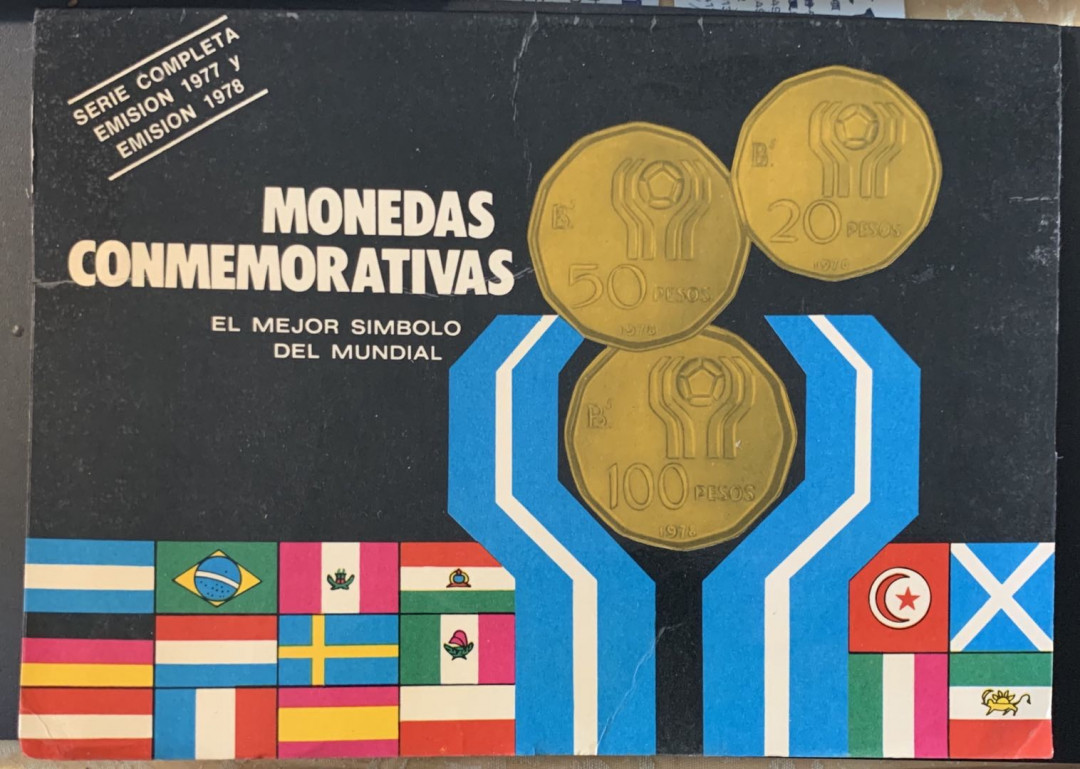 SERIE COMPLETA
EMISION 1977 y
EMISION 1978
MONEDAS
CONMEMORATIVAS
EL MEJOR SIMBOLO
DEL MUNDIAL
20 PESOS
50 PESOS
100 PESOS